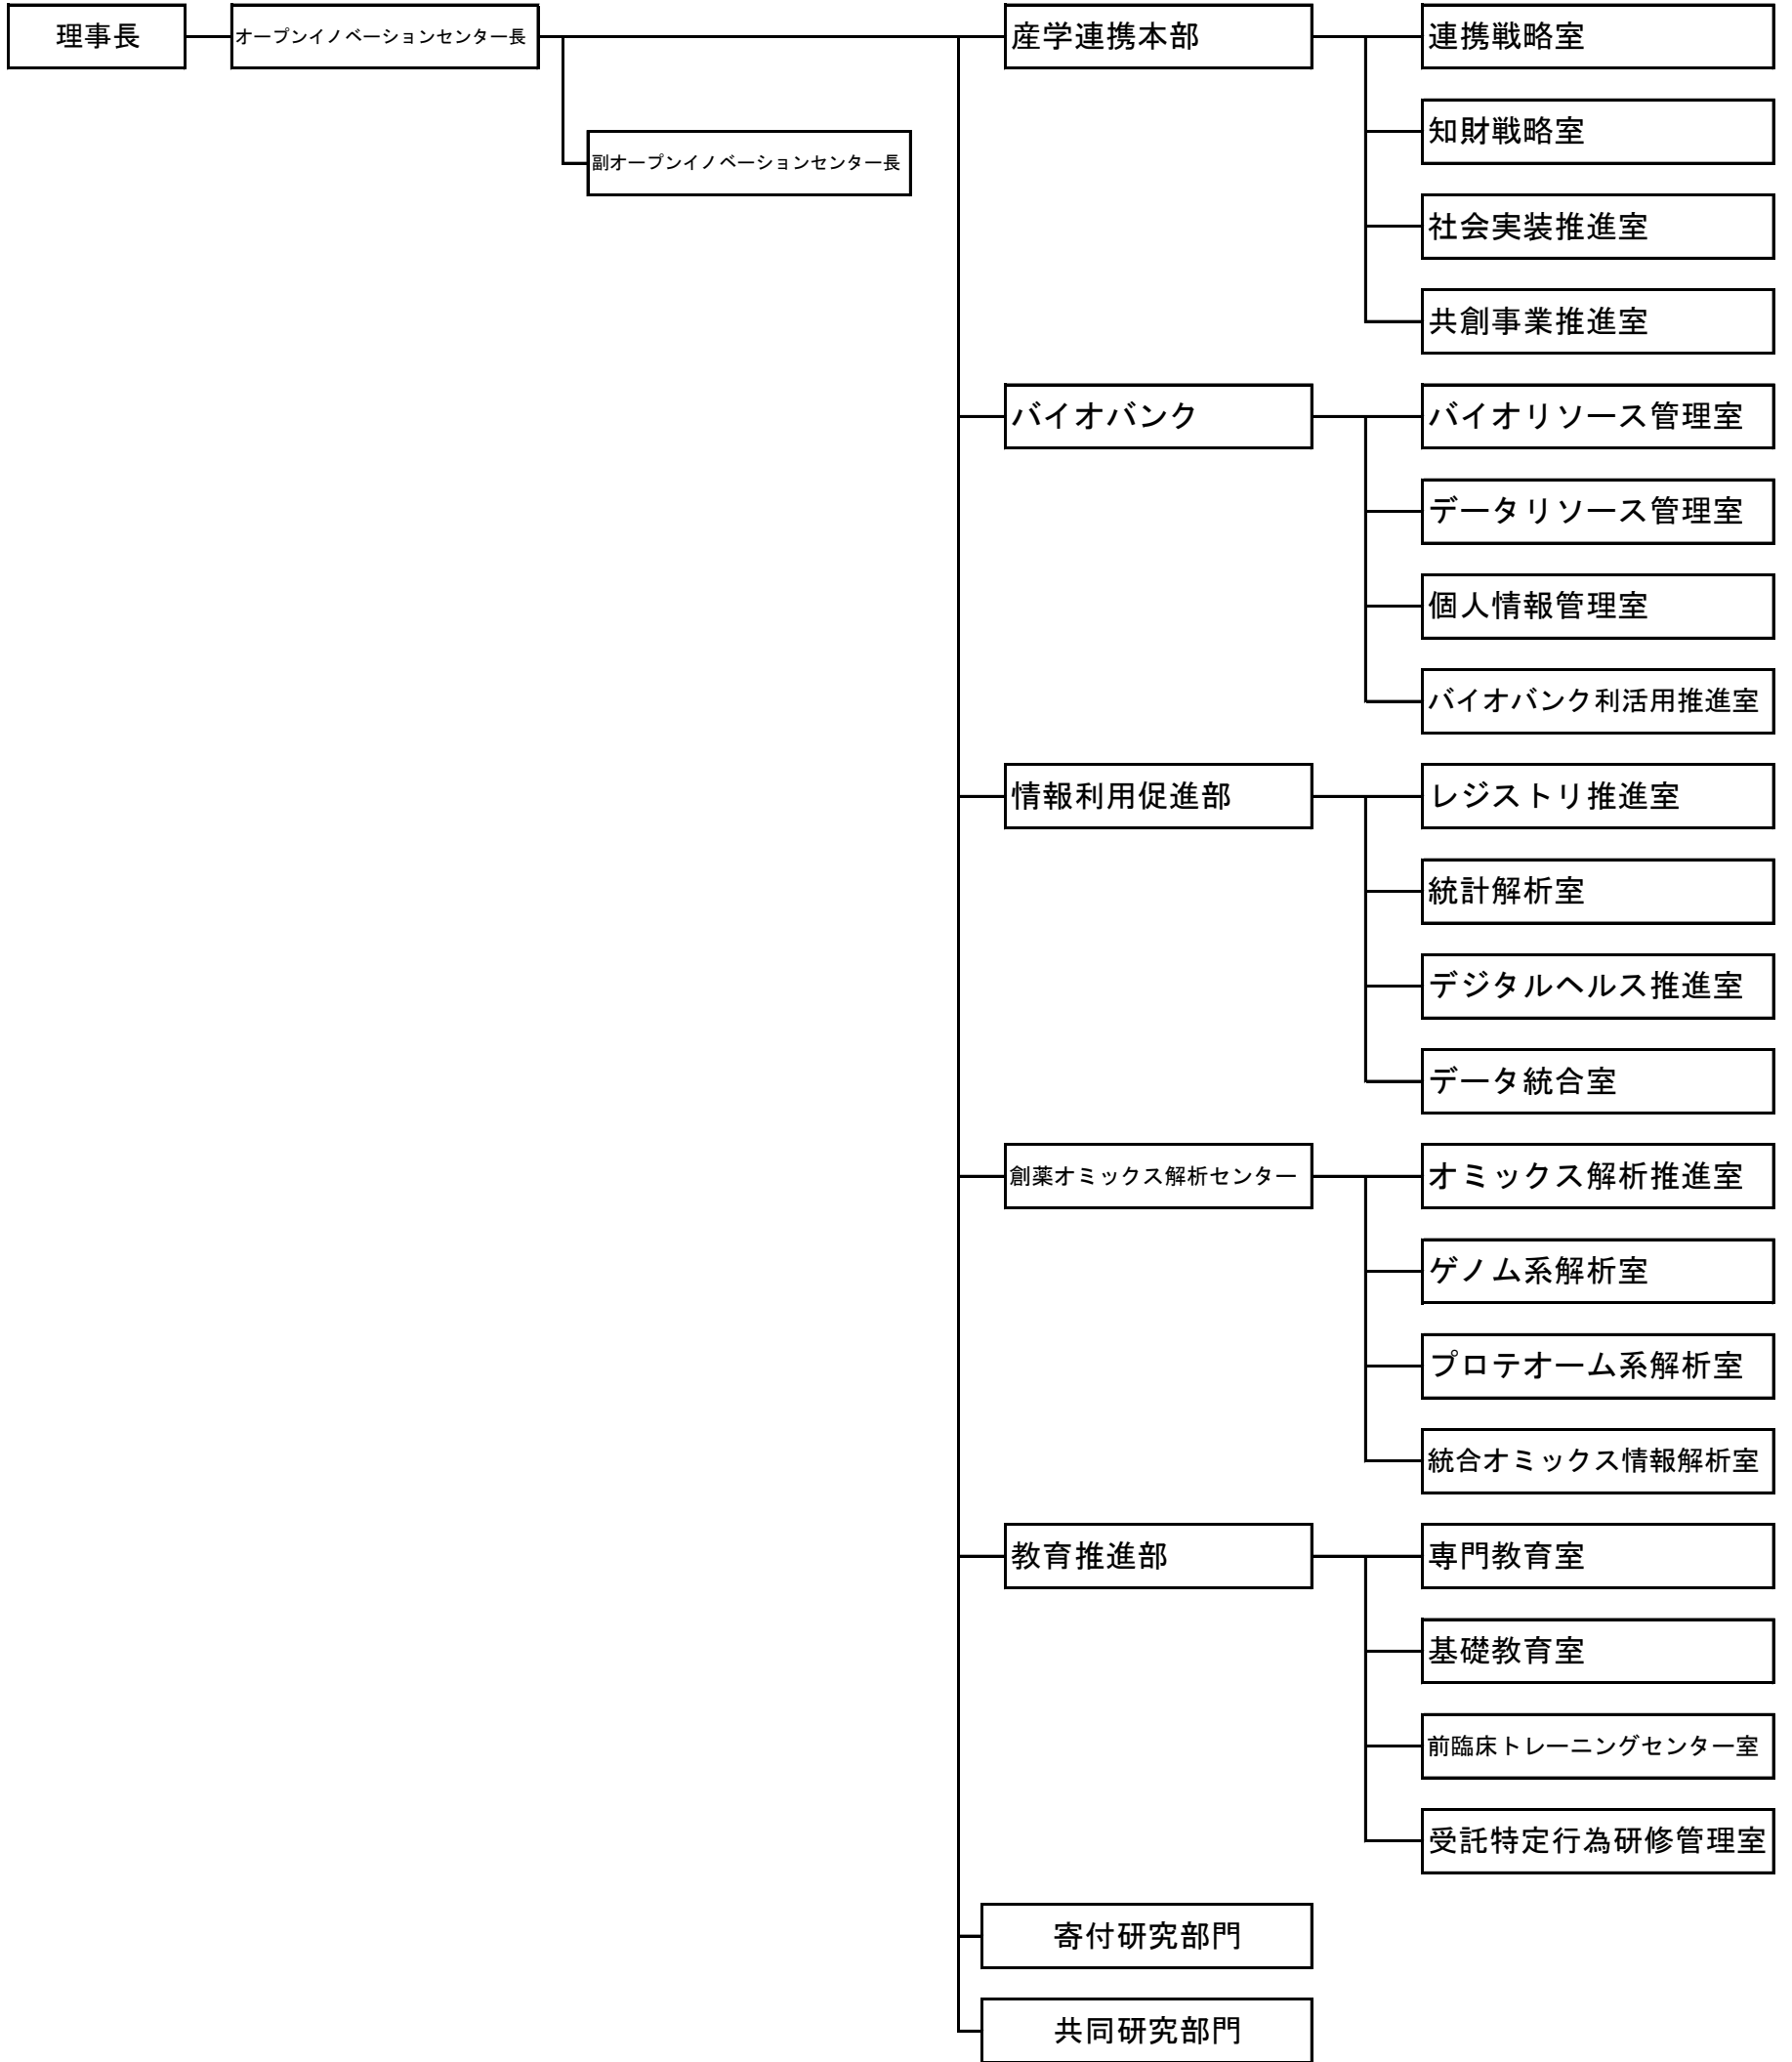 理事長
オープンイノベーションセンター長
産学連携本部
連携戦略室
知財戦略室
副オープンイノベーションセンター長
社会実装推進室
共創事業推進室
バイオバンク
バイオリソース管理室
データリソース管理室
個人情報管理室
バイオバンク利活用推進室
情報利用促進部
レジストリ推進室
統計解析室
デジタルヘルス推進室
データ統合室
創薬オミックス解析センター
オミックス解析推進室
ゲノム系解析室
プロテオーム系解析室
統合オミックス情報解析室
教育推進部
専門教育室
基礎教育室
前臨床トレーニングセンター室
受託特定行為研修管理室
寄付研究部門
共同研究部門